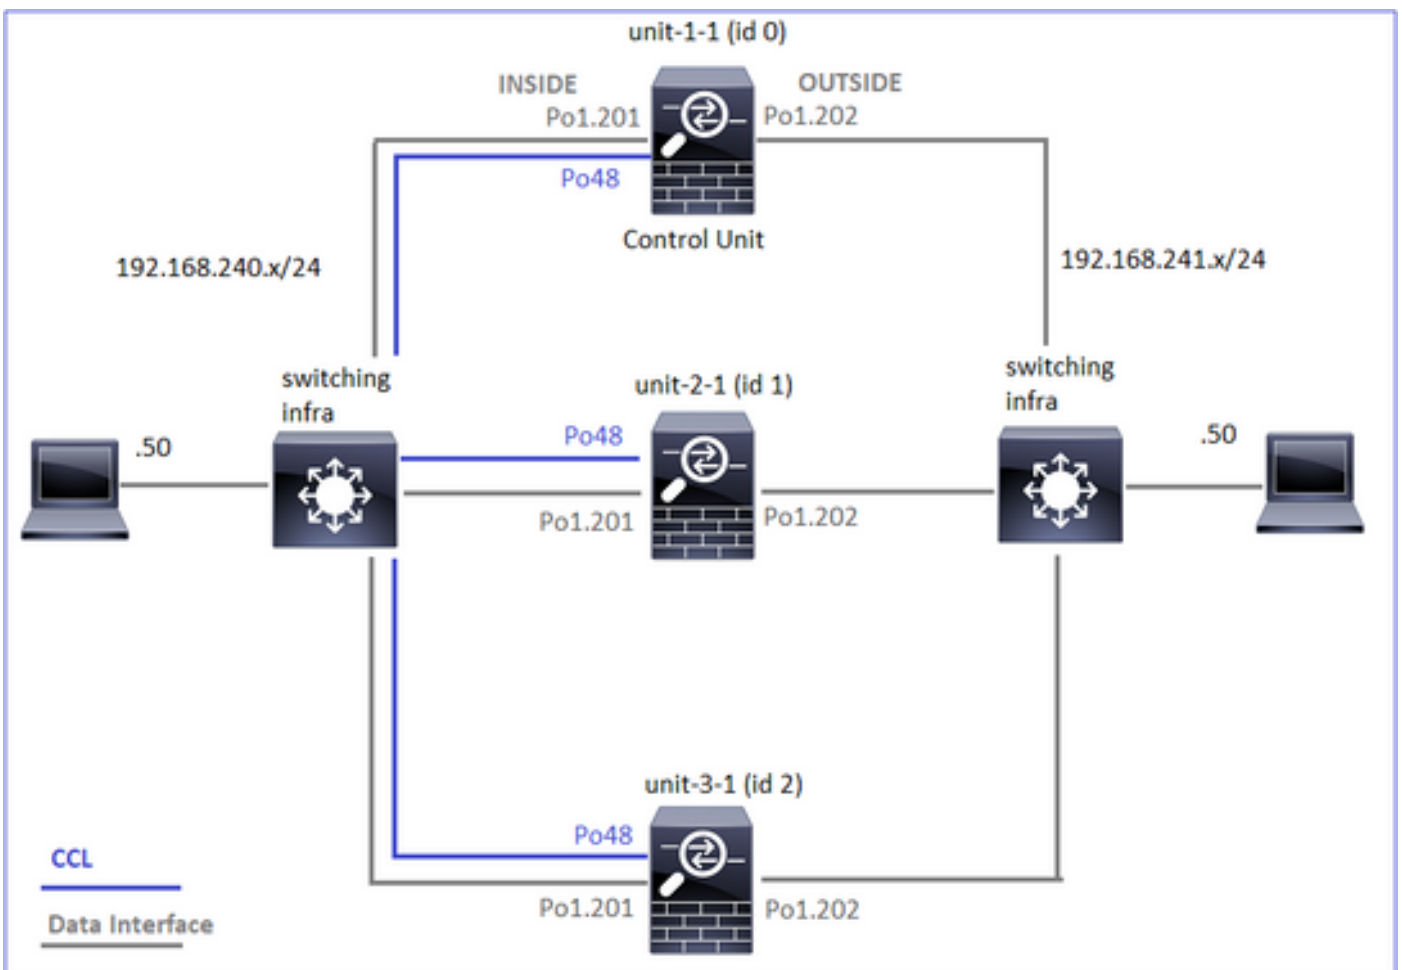 unit-1-1 (id 0)
INSIDE
OUTSIDE
Po1.201
Po1.202
Po48
Control Unit
192.168.240.x/24
192.168.241.x/24
switching
infra
switching
infra
unit-2-1 (id 1)
.50
Po48
.50
Po1.201
Po1.202
unit-3-1 (id 2)
Po48
CCL
Po1.201
Po1.202
Data Interface